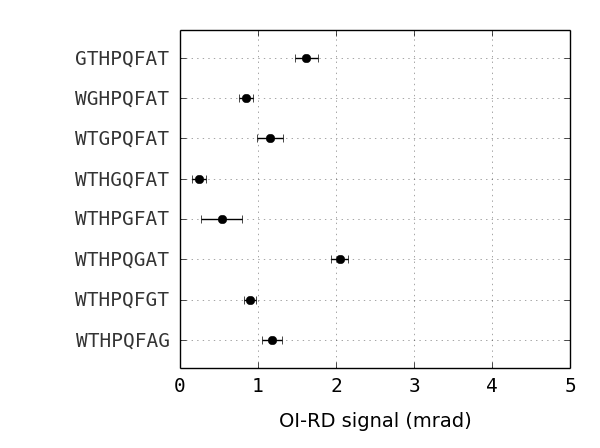 GTHPQFAT
WGHPQFAT
WTGPQFAT
WTHGQFAT
WTHPGFAT
WTHPQGAT
WTHPQFGT
WTHPQFAG
0 1 2 3 4 5
OI-RD signal (mrad)